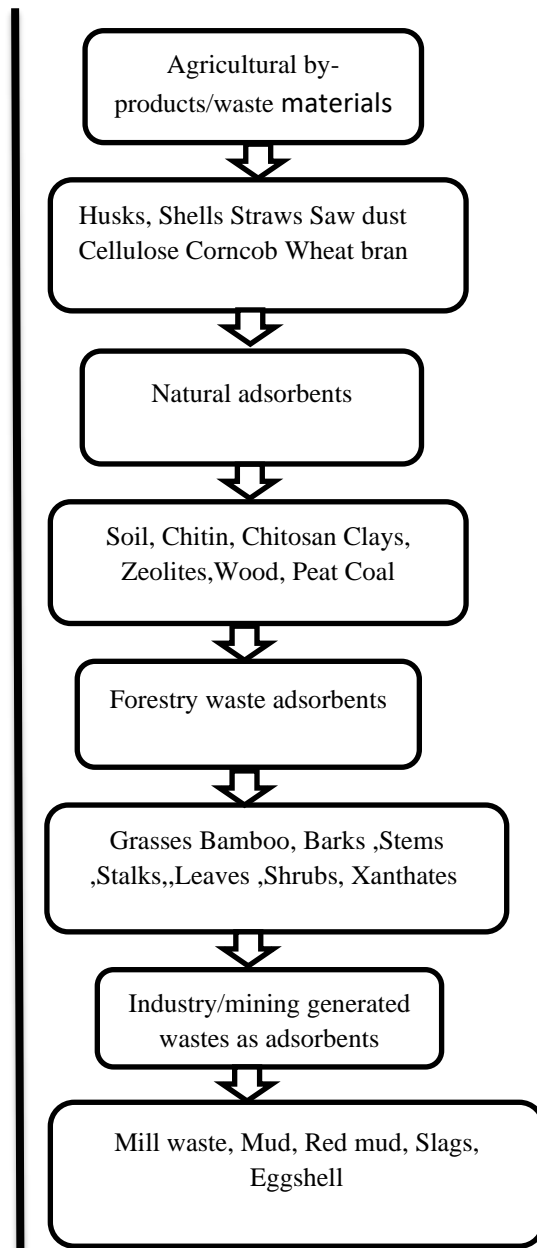 Agricultural by-
products/waste materials
Husks, Shells Straws Saw dust
Cellulose Corncob Wheat bran
Natural adsorbents
Soil, Chitin, Chitosan Clays,
Zeolites,Wood, Peat Coal
Forestry waste adsorbents
Grasses Bamboo, Barks ,Stems
,Stalks,,Leaves ,Shrubs, Xanthates
Industry/mining generated
wastes as adsorbents
Mill waste, Mud, Red mud, Slags,
Eggshell